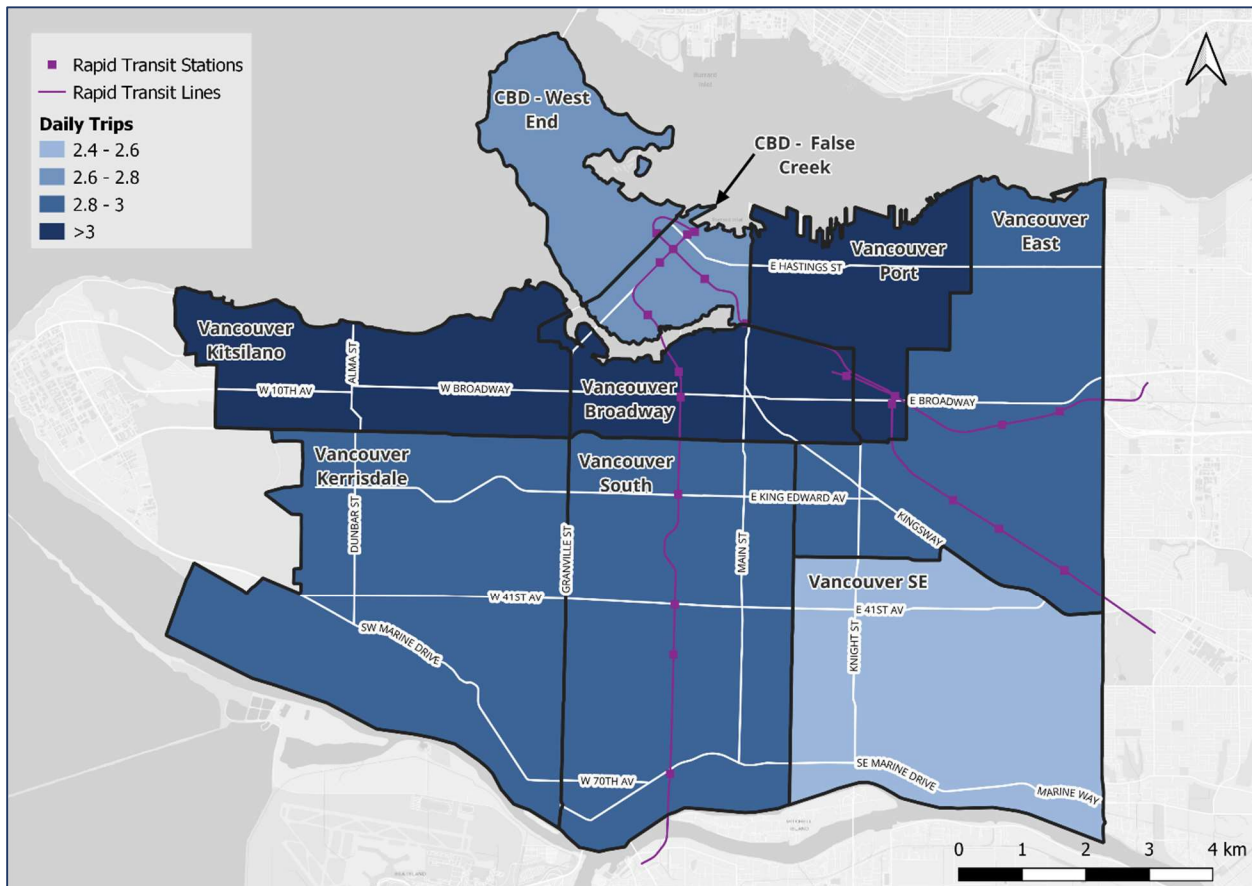 Rapid Transit Stations
Rapid Transit Lines
Daily Trips
2.4 - 2.6
2.6 - 2.8
2.8 - 3
>3
CBD - West
End
CBD - False
Creek
Vancouver
East
Vancouver
Port
E HASTINGS ST
Vancouver
Kitsilano
ALMA ST
W 10TH AV
W BROADWAY
Vancouver
Broadway
E BROADWAY
Vancouver
Kerrisdale
Vancouver
South
E KING EDWARD AV
KINGSWAY
DUNBAR ST
GRANVILLE ST
MAIN ST
Vancouver SE
W 41ST AV
E 41ST AV
KNIGHT ST
SW MARINE DRIVE
W 70TH AV
SE MARINE DRIVE
MARINE WAY
0 1 2 3 4 km